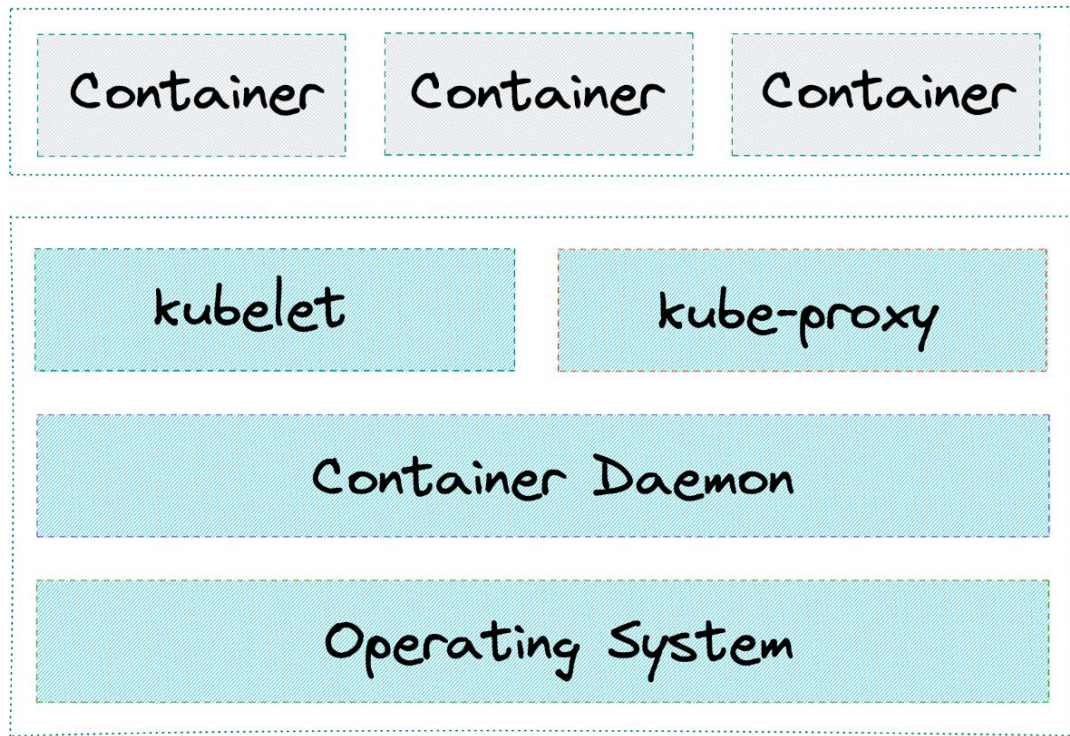 Container Container Container
kubelet kube-proxy
Container Daemon
Operating System